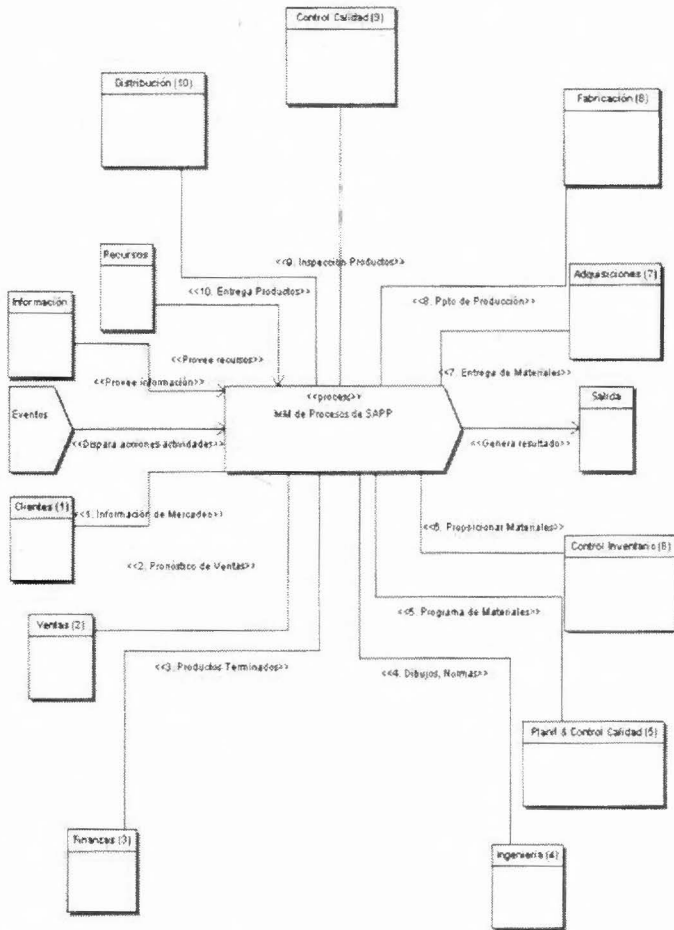 Control Calidad (9)
Distribución (10)
Fabricación (8)
Recursos
<<9. Inspección Productos>>
Adquisiciones (7)
Información
<<10. Entrega Productos>>
<<8. Ppto de Producción>>
<<Provee recursos>>
<<7. Entrega de Materiales>>
<<Provee información>>
<<process>>
Salida
Eventos
MM de Procesos de SAPP
<<Dispara acciones actividades>>
<<Genera resultado>>
Clientes (1)
<<1. Información de Mercadeo>>
<<6. Proposicionar Materiales>>
Control Inventario (6)
<<2. Pronóstico de Ventas>>
Ventas (2)
<<5. Programa de Materiales>>
<<3. Productos Terminados>>
<<4. Dibujos, Normas>>
Planif & Control Calidad (5)
Finanzas (3)
Ingeniería (4)